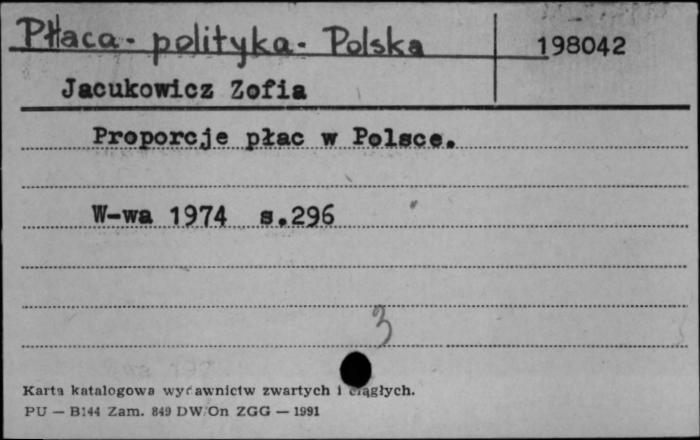 Płaca - polityka - Polska
198042
Jacukowicz Zofia
Proporcje płac w Polsce.
W-wa 1974 s.296
3
Karta katalogowa wydawnictw zwartych i ciągłych.
PU — B144 Zam. 849 DW/On ZGG — 1991